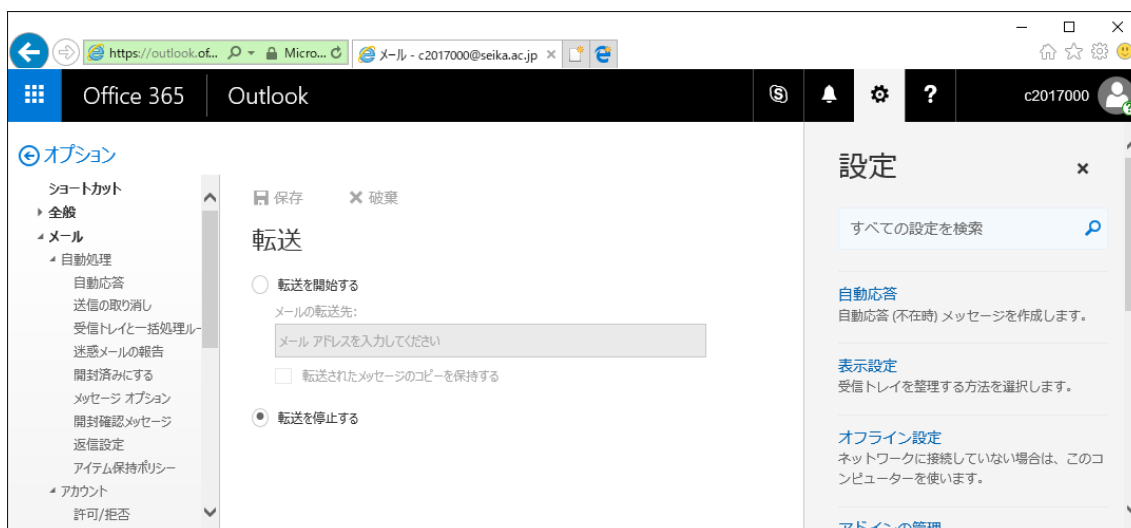 https://outlook.of...
Micro...
メール - c2017000@seika.ac.jp
Office 365
Outlook
?
c2017000
オプション
ショートカット
全般
メール
自動処理
自動応答
送信の取り消し
受信トレイと一括処理ルー
迷惑メールの報告
開封済みにする
メッセージ オプション
開封確認メッセージ
返信設定
アイテム保持ポリシー
アカウント
許可/拒否
保存
破棄
転送
転送を開始する
メールの転送先:
メール アドレスを入力してください
転送されたメッセージのコピーを保持する
転送を停止する
設定
すべての設定を検索
自動応答
自動応答 (不在時) メッセージを作成します。
表示設定
受信トレイを整理する方法を選択します。
オフライン設定
ネットワークに接続していない場合は、このコ
ンピューターを使います。
アドインの管理